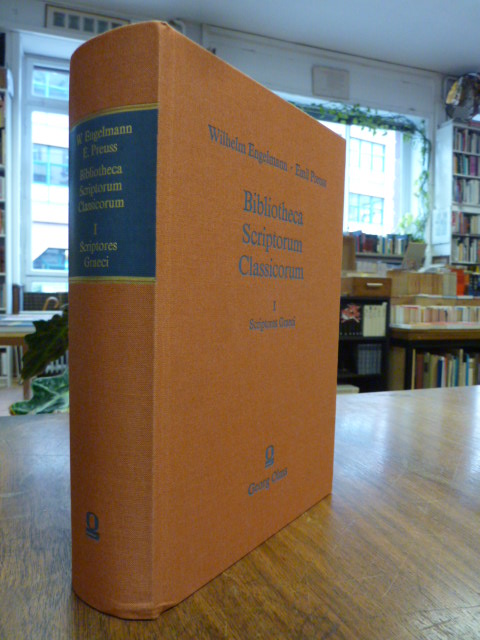 W. Engelmann
E. Preuss
Bibliotheca
Scriptorum
Classicorum
I
Scriptores
Graeci
Wilhelm Engelmann - Emil Preuss
Bibliotheca
Scriptorum
Classicorum
I
Scriptores Graeci
Georg Olms